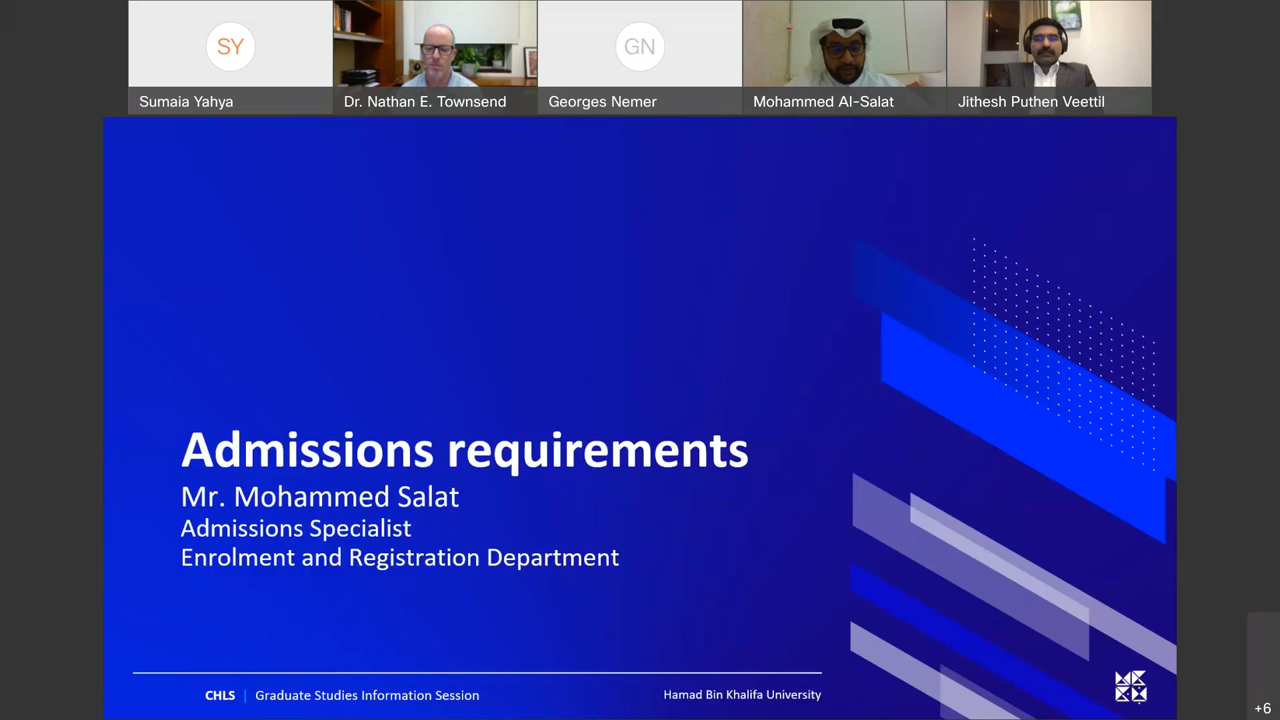 SY
GN
Sumaia Yahya
Dr. Nathan E. Townsend
Georges Nemer
Mohammed Al-Salat
Jithesh Puthen Veettil
Admissions requirements
Mr. Mohammed Salat
Admissions Specialist
Enrolment and Registration Department
CHLS | Graduate Studies Information Session
Hamad Bin Khalifa University
+6